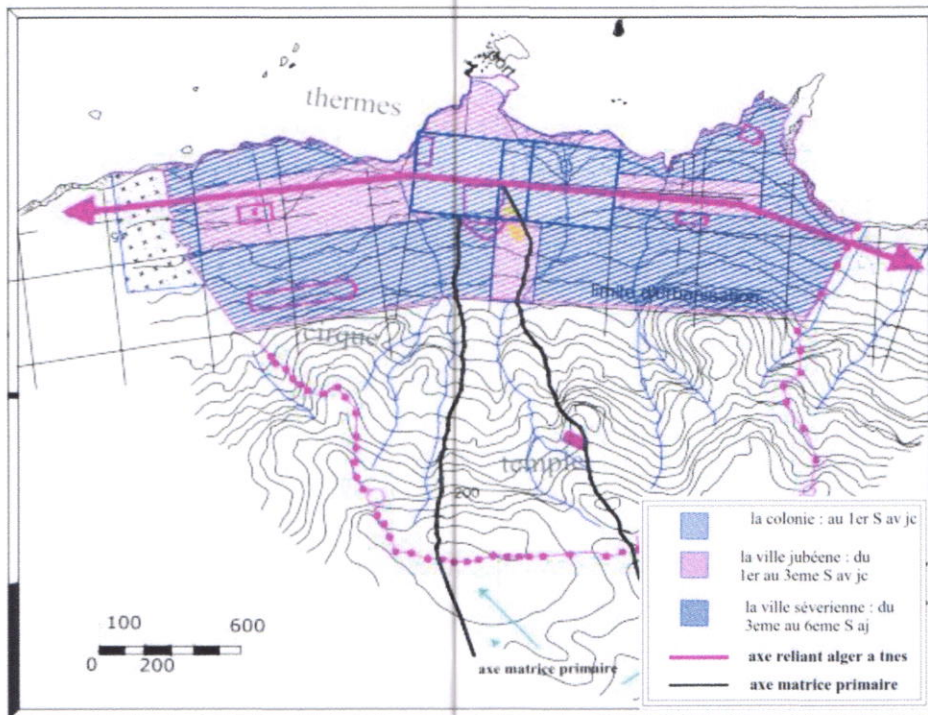 port
thermes
limite d'urbanisation
cirque
temple
200
100 600
0 200
axe matrice primaire
la colonie : au 1er S av jc
la ville jubéene : du
1er au 3eme S av jc
la ville séverienne : du
3eme au 6eme S aj
axe reliant alger a tnes
axe matrice primaire